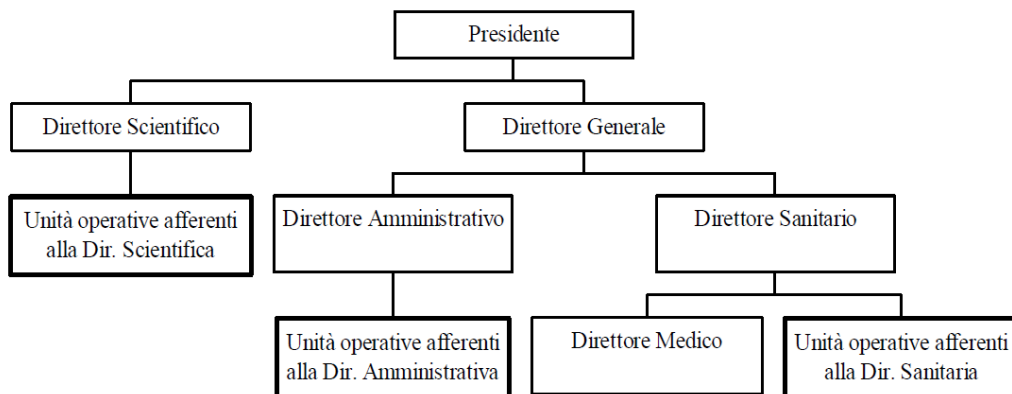 Presidente
Direttore Scientifico
Direttore Generale
Unità operative afferenti
alla Dir. Scientifica
Direttore Amministrativo
Direttore Sanitario
Unità operative afferenti
alla Dir. Amministrativa
Direttore Medico
Unità operative afferenti
alla Dir. Sanitaria